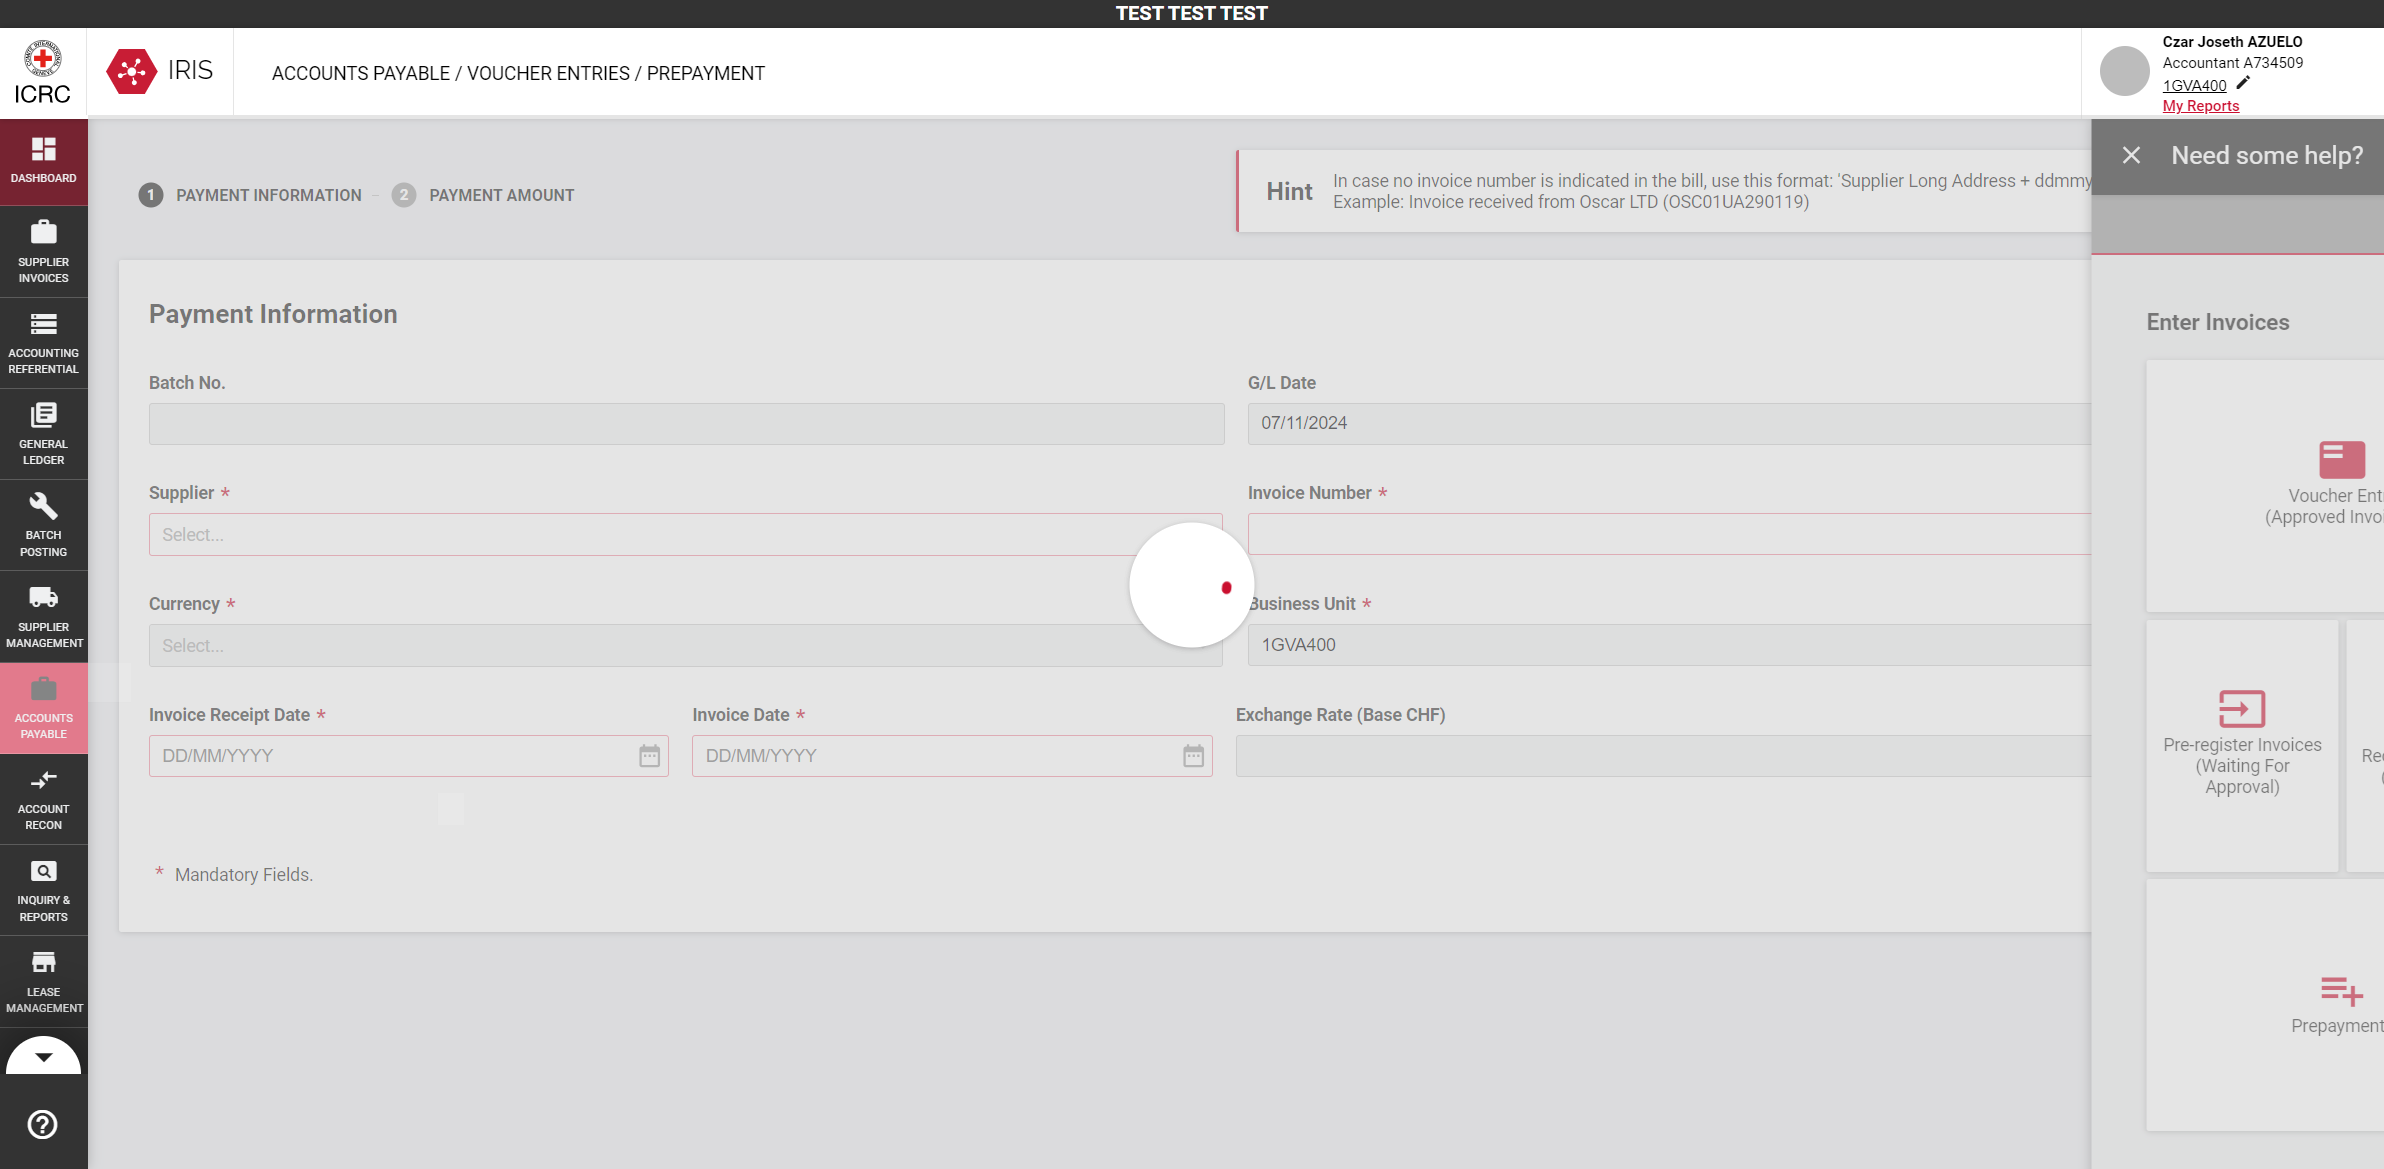 TEST TEST TEST
ICRC
IRIS
ACCOUNTS PAYABLE / VOUCHER ENTRIES / PREPAYMENT
Czar Joseth AZUELO
Accountant A734509
1GVA400
My Reports
DASHBOARD
SUPPLIER
INVOICES
ACCOUNTING
REFERENTIAL
GENERAL
LEDGER
BATCH
POSTING
SUPPLIER
MANAGEMENT
ACCOUNTS
PAYABLE
ACCOUNT
RECON
INQUIRY &
REPORTS
LEASE
MANAGEMENT
1 PAYMENT INFORMATION - 2 PAYMENT AMOUNT
Hint
In case no invoice number is indicated in the bill, use this format: 'Supplier Long Address + ddmmy
Example: Invoice received from Oscar LTD (OSC01UA290119)
Payment Information
Batch No.
G/L Date
07/11/2024
Supplier *
Select...
Invoice Number *
Currency *
Select...
Business Unit *
1GVA400
Invoice Receipt Date *
DD/MM/YYYY
Invoice Date *
DD/MM/YYYY
Exchange Rate (Base CHF)
* Mandatory Fields.
Need some help?
Enter Invoices
Voucher Ent
(Approved Invoi
Pre-register Invoices
(Waiting For
Approval)
Prepayment